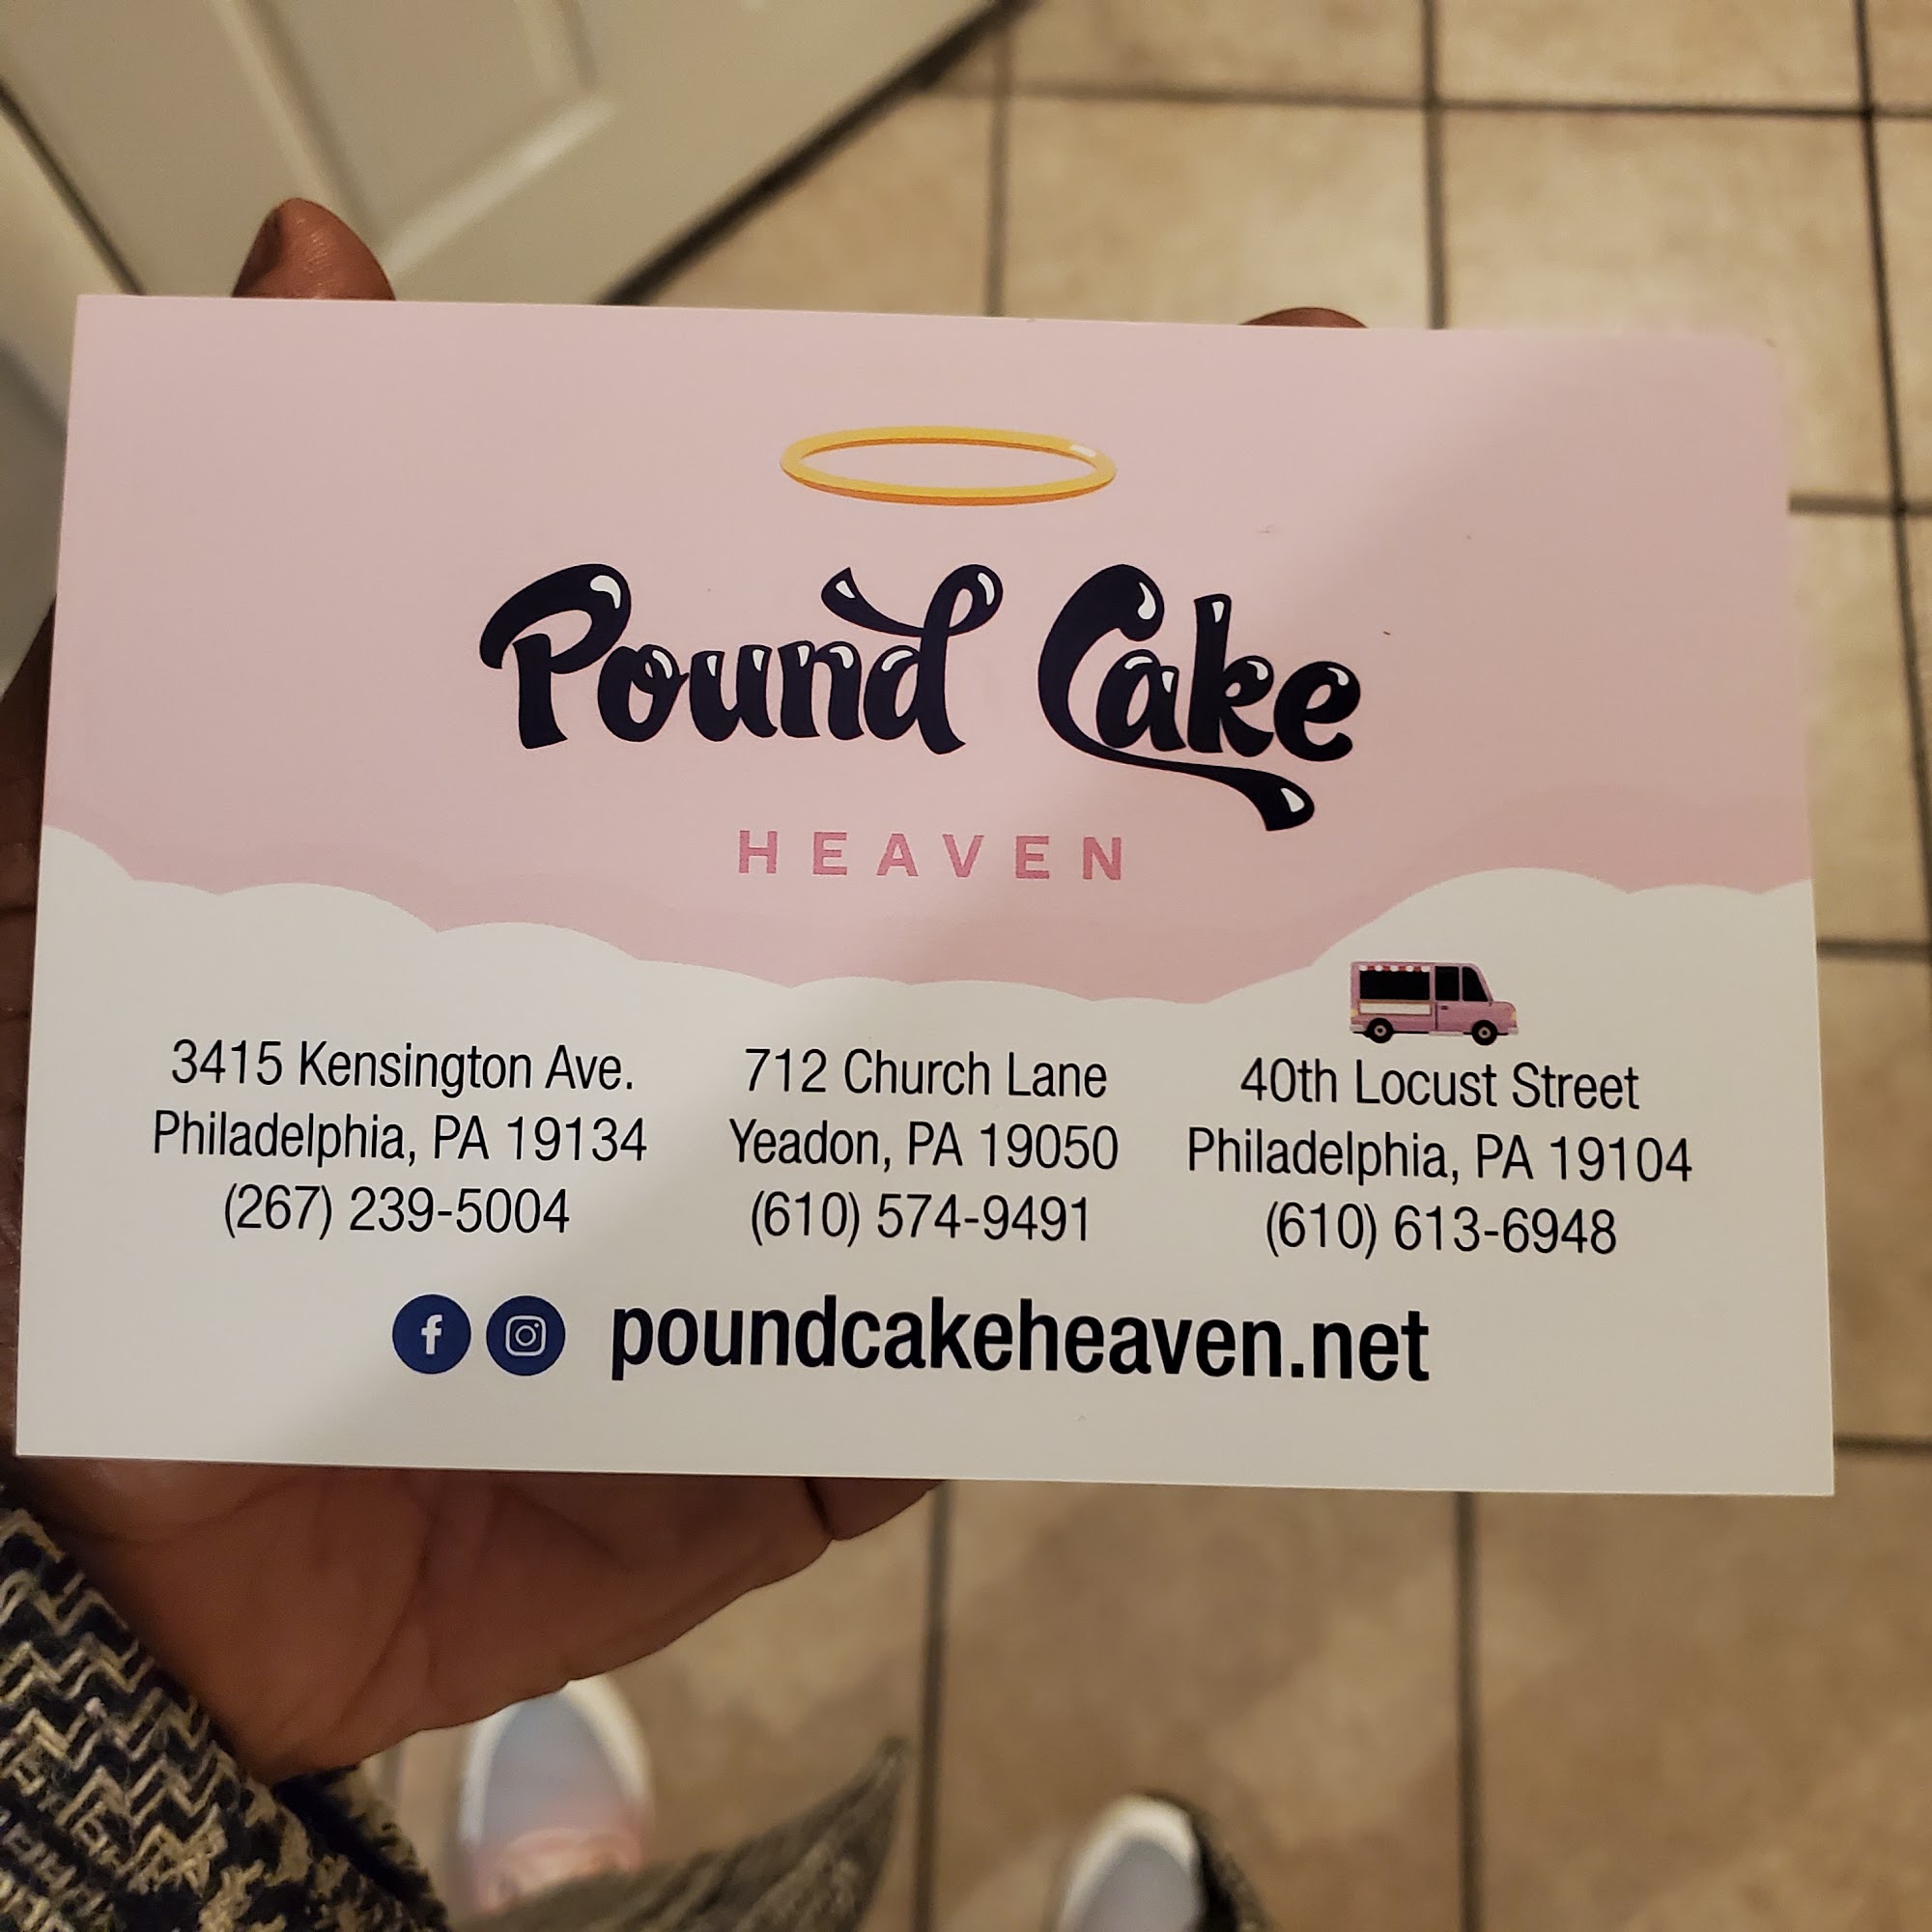 Pound Cake
HEAVEN
3415 Kensington Ave.
Philadelphia, PA 19134
(267) 239-5004
712 Church Lane
Yeadon, PA 19050
(610) 574-9491
40th Locust Street
Philadelphia, PA 19104
(610) 613-6948
poundcakeheaven.net